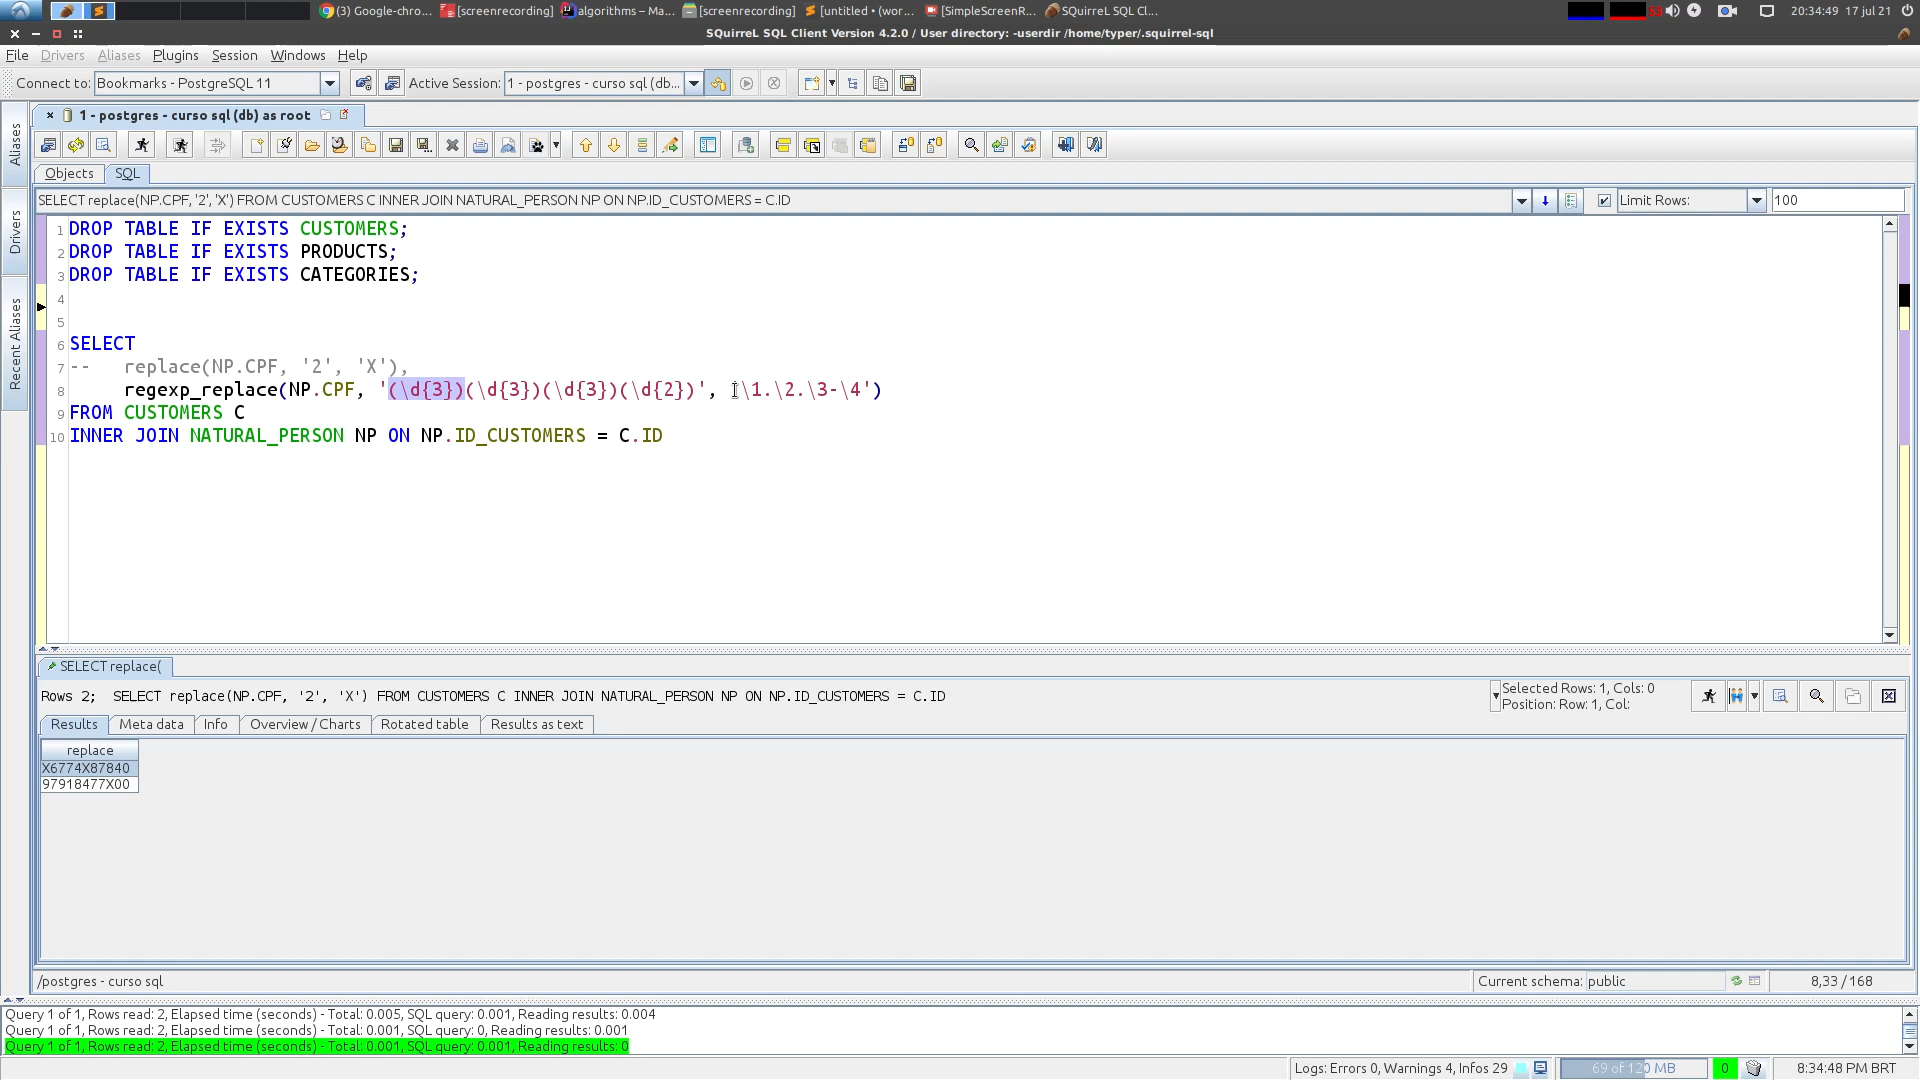 (3) Google-chro... [screenrecording] algorithms – Ma... [screenrecording] [untitled • (wor... [SimpleScreenR... SQuirreL SQL Cl... 20:34:49 17 jul 21
SQuirreL SQL Client Version 4.2.0 / User directory: -userdir /home/typer/.squirrel-sql
File Drivers Aliases Plugins Session Windows Help
Connect to: Bookmarks - PostgreSQL 11 Active Session: 1 - postgres - curso sql (db...
1 - postgres - curso sql (db) as root
Aliases
Drivers
Recent Aliases
Objects SQL
SELECT replace(NP.CPF, '2', 'X') FROM CUSTOMERS C INNER JOIN NATURAL_PERSON NP ON NP.ID_CUSTOMERS = C.ID Limit Rows: 100
1 DROP TABLE IF EXISTS CUSTOMERS;
2 DROP TABLE IF EXISTS PRODUCTS;
3 DROP TABLE IF EXISTS CATEGORIES;
4
5
6 SELECT
7 -- replace(NP.CPF, '2', 'X'),
8 regexp_replace(NP.CPF, '(\d{3})(\d{3})(\d{3})(\d{2})', '\1.\2.\3-\4')
9 FROM CUSTOMERS C
10 INNER JOIN NATURAL_PERSON NP ON NP.ID_CUSTOMERS = C.ID
SELECT replace(
Rows 2; SELECT replace(NP.CPF, '2', 'X') FROM CUSTOMERS C INNER JOIN NATURAL_PERSON NP ON NP.ID_CUSTOMERS = C.ID
Selected Rows: 1, Cols: 0
Position: Row: 1, Col:
Results Meta data Info Overview / Charts Rotated table Results as text
replace
X6774X87840
97918477X00
/postgres - curso sql Current schema: public 8,33 / 168
Query 1 of 1, Rows read: 2, Elapsed time (seconds) - Total: 0.005, SQL query: 0.001, Reading results: 0.004
Query 1 of 1, Rows read: 2, Elapsed time (seconds) - Total: 0.001, SQL query: 0, Reading results: 0.001
Query 1 of 1, Rows read: 2, Elapsed time (seconds) - Total: 0.001, SQL query: 0.001, Reading results: 0
Logs: Errors 0, Warnings 4, Infos 29 69 of 120 MB 0 8:34:48 PM BRT